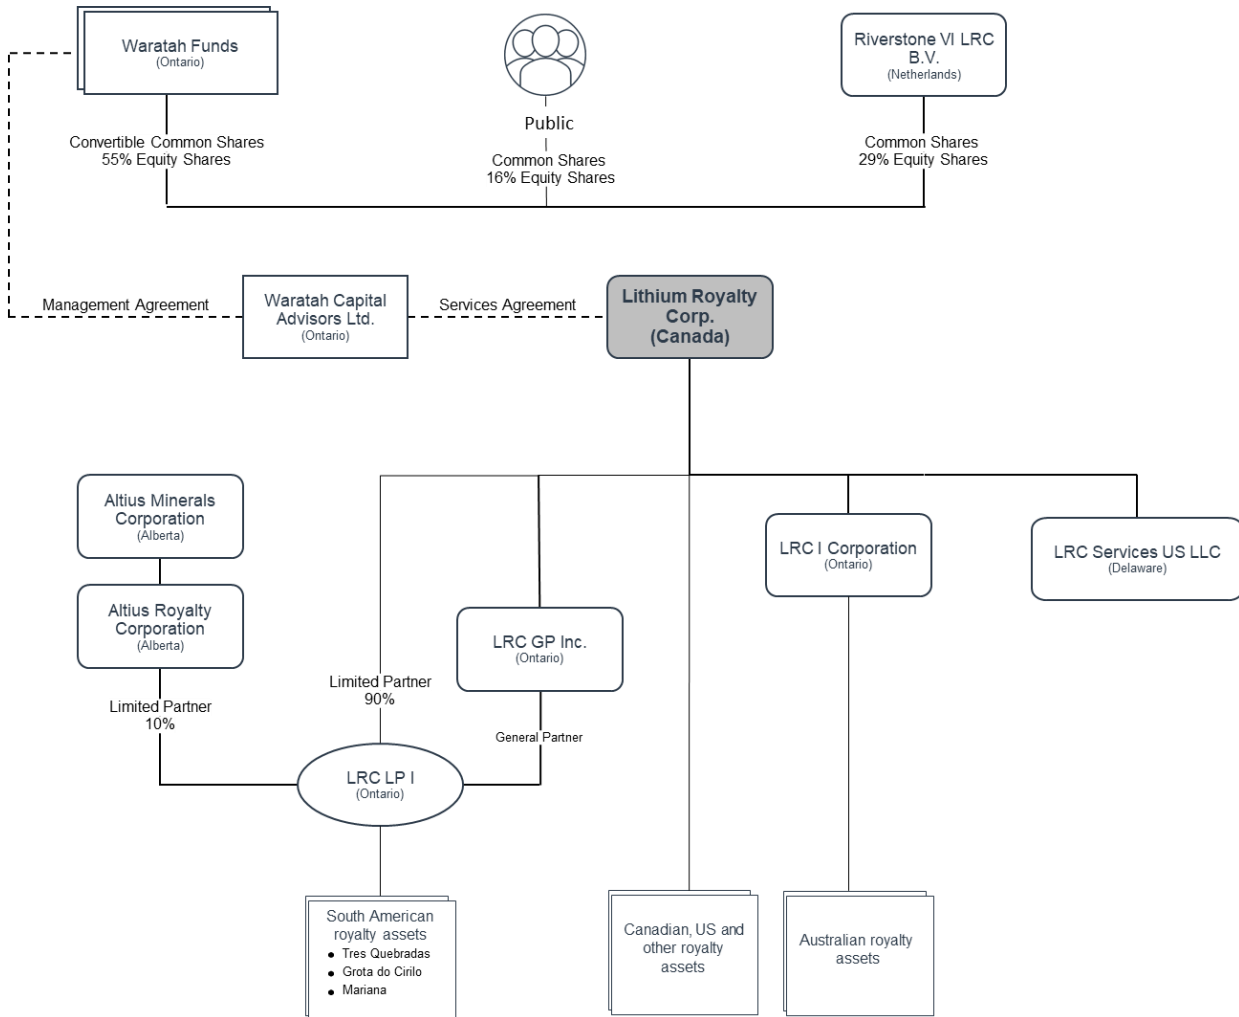 Waratah Funds
(Ontario)
Riverstone VI LRC
B.V.
(Netherlands)
Public
Convertible Common Shares
55% Equity Shares
Common Shares
16% Equity Shares
Common Shares
29% Equity Shares
Management Agreement
Waratah Capital
Advisors Ltd.
(Ontario)
Services Agreement
Lithium Royalty
Corp.
(Canada)
Altius Minerals
Corporation
(Alberta)
LRC I Corporation
(Ontario)
LRC Services US LLC
(Delaware)
Altius Royalty
Corporation
(Alberta)
LRC GP Inc.
(Ontario)
Limited Partner
10%
Limited Partner
90%
General Partner
LRC LP I
(Ontario)
South American
royalty assets
• Tres Quebradas
• Grota do Cirilo
• Mariana
Canadian, US and
other royalty
assets
Australian royalty
assets